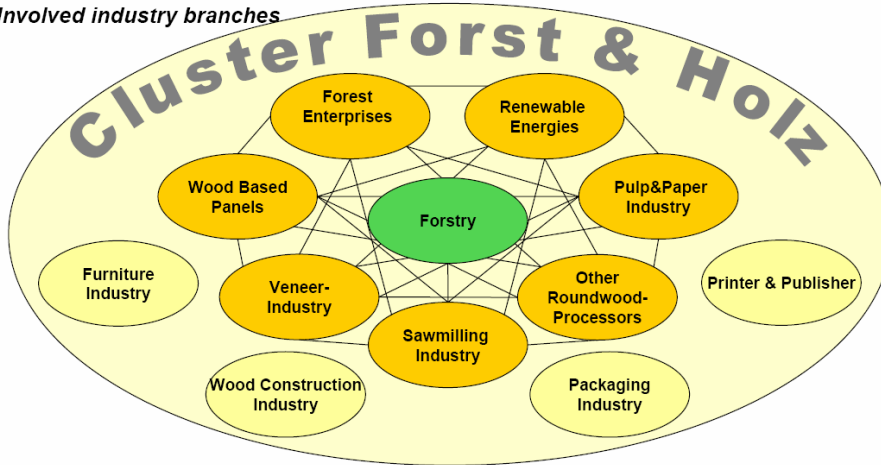 Involved industry branches
Cluster Forst & Holz
Forest
Enterprises
Renewable
Energies
Wood Based
Panels
Pulp&Paper
Industry
Forstry
Furniture
Industry
Veneer-
Industry
Other
Roundwood-
Processors
Printer & Publisher
Sawmilling
Industry
Wood Construction
Industry
Packaging
Industry